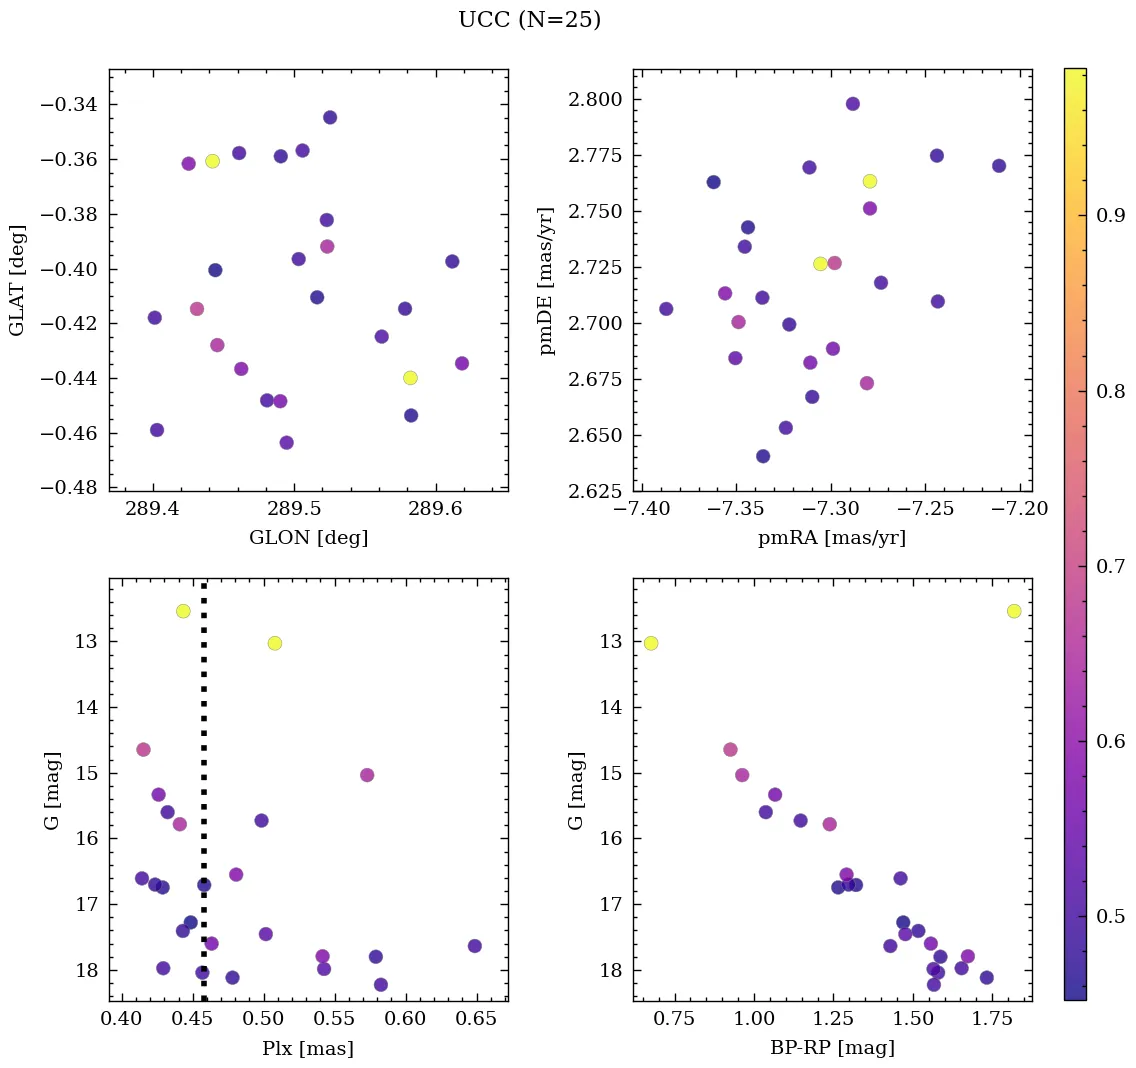 UCC (N=25)
−0.34
−0.36
−0.38
−0.40
−0.42
−0.44
−0.46
−0.48
GLAT [deg]
289.4 289.5 289.6
GLON [deg]
2.800
2.775
2.750
2.725
2.700
2.675
2.650
2.625
pmDE [mas/yr]
−7.40 −7.35 −7.30 −7.25 −7.20
pmRA [mas/yr]
13
14
15
16
17
18
G [mag]
0.40 0.45 0.50 0.55 0.60 0.65
Plx [mas]
13
14
15
16
17
18
G [mag]
0.75 1.00 1.25 1.50 1.75
BP-RP [mag]
0.9
0.8
0.7
0.6
0.5